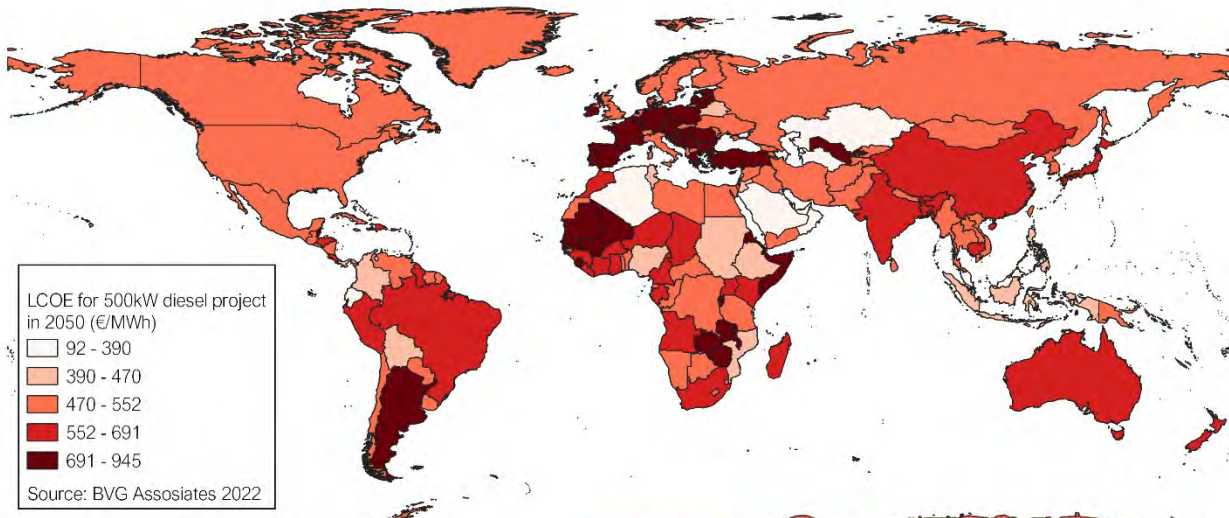 LCOE for 500kW diesel project
in 2050 (€/MWh)
92 - 390
390 - 470
470 - 552
552 - 691
691 - 945
Source: BVG Assosiates 2022